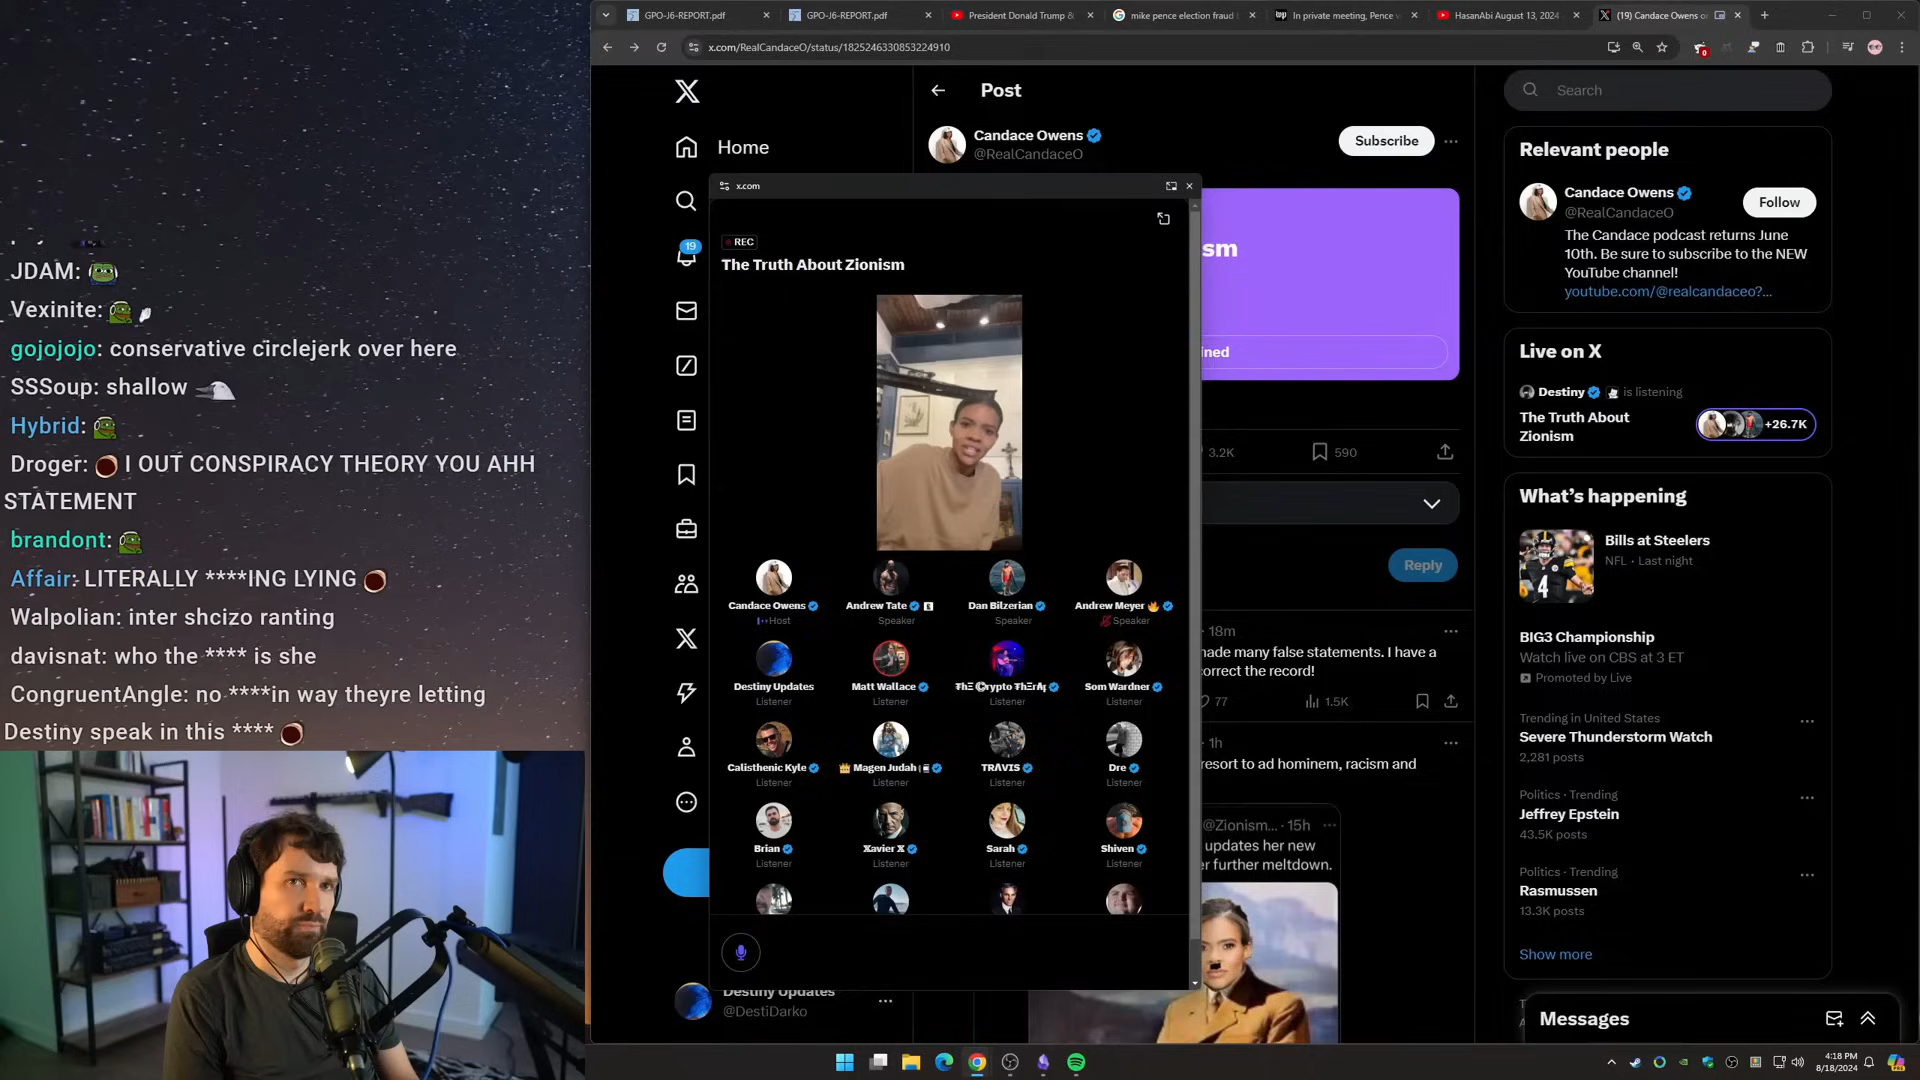 JDAM:
Vexinite:
gojojojo: conservative circlejerk over here
SSSoup: shallow
Hybrid:
Droger: I OUT CONSPIRACY THEORY YOU AHH
STATEMENT
brandont:
Affair: LITERALLY ****ING LYING
Walpolian: inter shcizo ranting
davisnat: who the **** is she
CongruentAngle: no ****in way theyre letting
Destiny speak in this ****
GPO-J6-REPORT.pdf
GPO-J6-REPORT.pdf
President Donald Trump &
mike pence election fraud
In private meeting, Pence
HasanAbi August 13, 2024
(19) Candace Owens
x.com/RealCandaceO/status/1825246330853224910
0
Home
19
Post
Candace Owens
@RealCandaceO
Subscribe
x.com
REC
The Truth About Zionism
Candace Owens
Host
Andrew Tate
Speaker
Dan Bilzerian
Speaker
Andrew Meyer
Speaker
Destiny Updates
Listener
Matt Wallace
Listener
Listener
Som Wardner
Listener
Calisthenic Kyle
Listener
Magen Judah
Listener
TRΛVIS
Listener
Dre
Listener
Brian
Listener
Xavier X
Listener
Sarah
Listener
Shiven
Listener
Destiny Updates
@DestiDarko
ism
ined
3.2K
590
Reply
· 18m
made many false statements. I have a
correct the record!
77
1.5K
· 1h
resort to ad hominem, racism and
@Zionism... · 15h
updates her new
er further meltdown.
Search
Relevant people
Candace Owens
@RealCandaceO
Follow
The Candace podcast returns June
10th. Be sure to subscribe to the NEW
YouTube channel!
youtube.com/@realcandaceo?...
Live on X
Destiny is listening
The Truth About
Zionism
+26.7K
What's happening
Bills at Steelers
NFL · Last night
BIG3 Championship
Watch live on CBS at 3 ET
Promoted by Live
Trending in United States
Severe Thunderstorm Watch
2,281 posts
Politics · Trending
Jeffrey Epstein
43.5K posts
Politics · Trending
Rasmussen
13.3K posts
Show more
Messages
4:18 PM
8/18/2024